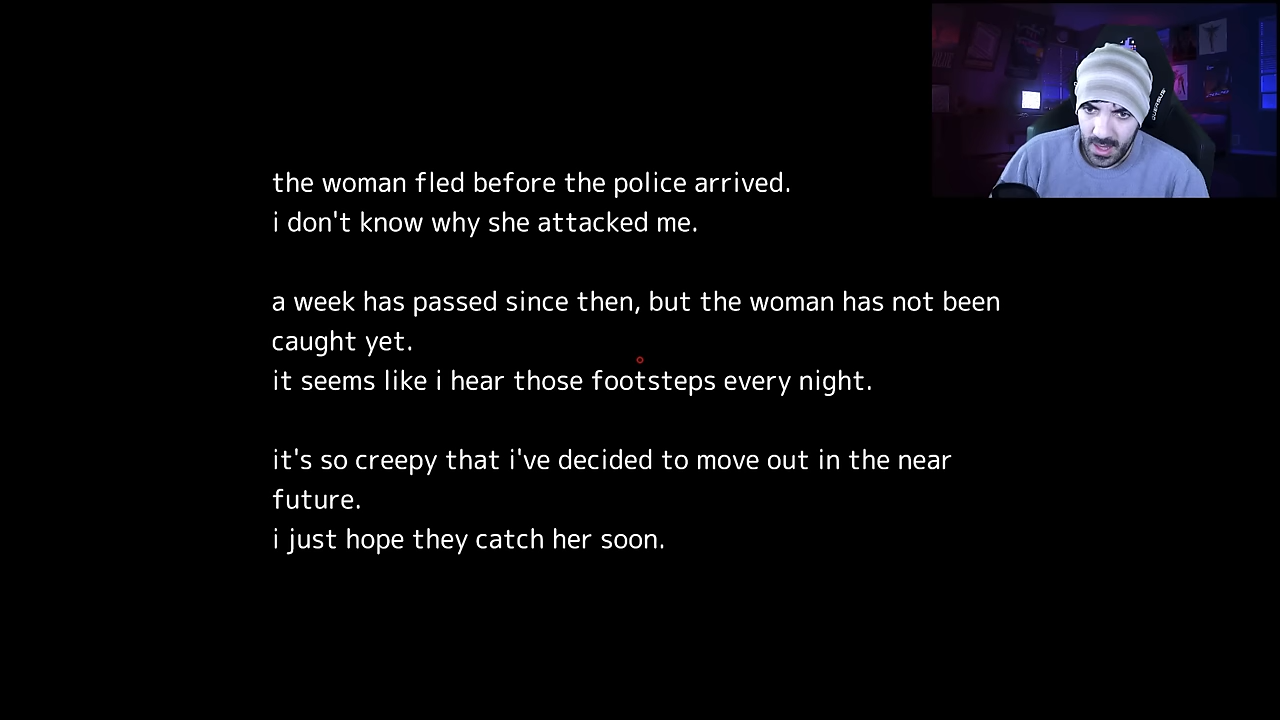 the woman fled before the police arrived.
i don't know why she attacked me.
a week has passed since then, but the woman has not been
caught yet.
it seems like i hear those footsteps every night.
it's so creepy that i've decided to move out in the near
future.
i just hope they catch her soon.